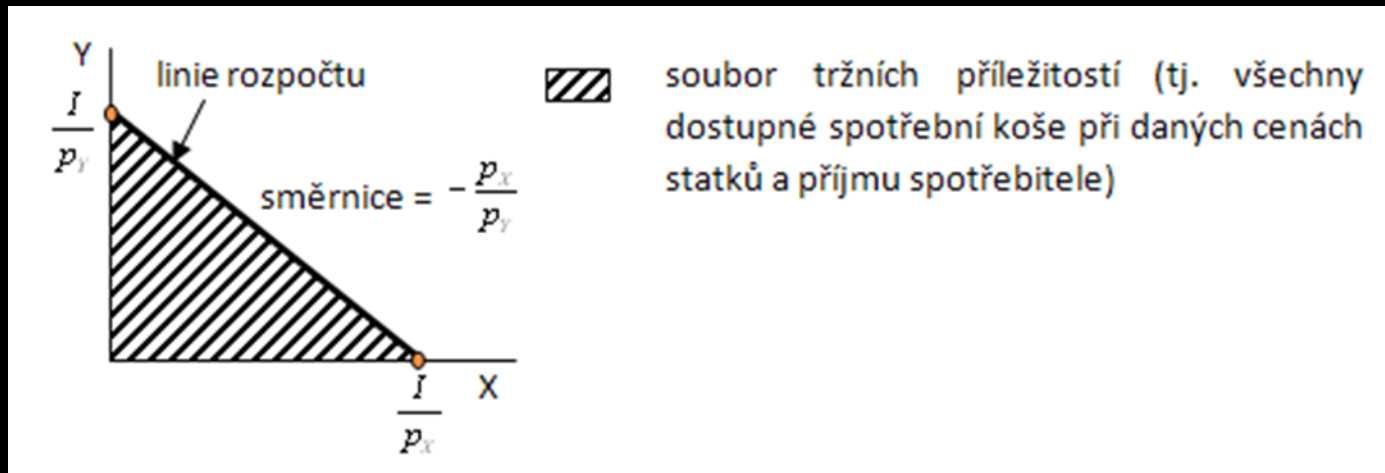 Y
linie rozpočtu
I
p_Y
směrnice = - p_X / p_Y
I
p_X
X
soubor tržních příležitostí (tj. všechny
dostupné spotřební koše při daných cenách
statků a příjmu spotřebitele)